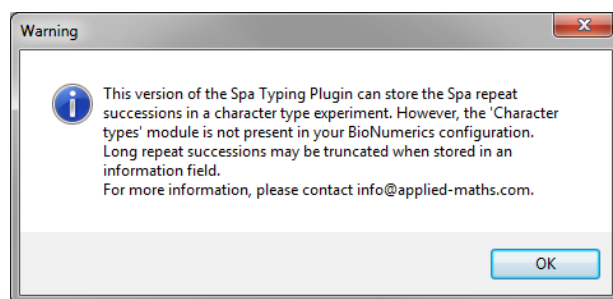 Warning
This version of the Spa Typing Plugin can store the Spa repeat
successions in a character type experiment. However, the 'Character
types' module is not present in your BioNumerics configuration.
Long repeat successions may be truncated when stored in an
information field.
For more information, please contact info@applied-maths.com.
OK